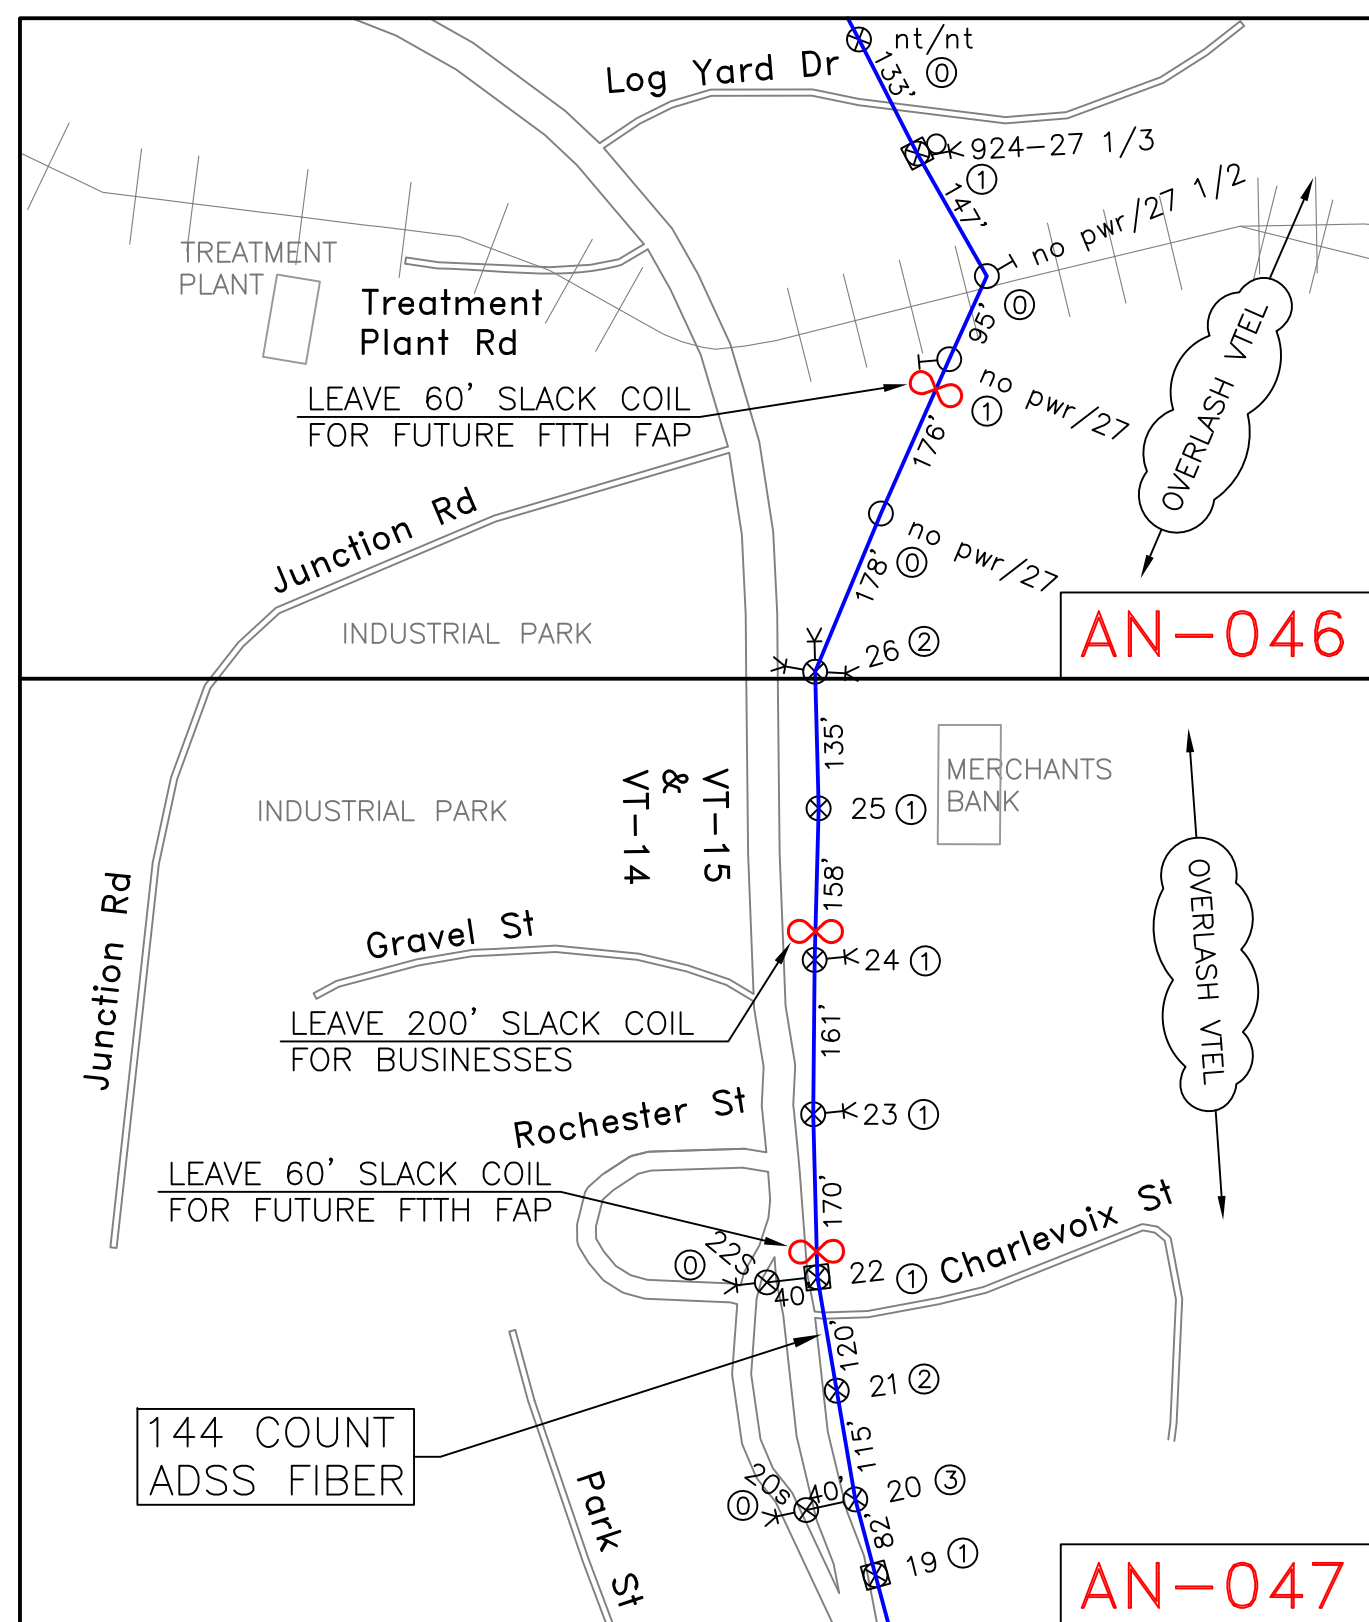 nt/nt
0
133'
Log Yard Dr
924-27 1/3
1
147'
no pwr/27 1/2
0
TREATMENT
PLANT
Treatment
Plant Rd
95'
OVERLASH VTEL
LEAVE 60' SLACK COIL
FOR FUTURE FTTH FAP
no pwr/27
1
176'
Junction Rd
no pwr/27
0
178'
INDUSTRIAL PARK
26 2
AN-046
135'
MERCHANTS
BANK
VT-15
&
VT-14
INDUSTRIAL PARK
25 1
158'
OVERLASH VTEL
Junction Rd
Gravel St
24 1
LEAVE 200' SLACK COIL
FOR BUSINESSES
161'
Rochester St
23 1
LEAVE 60' SLACK COIL
FOR FUTURE FTTH FAP
170'
Charlevoix St
22S
0
40'
22 1
120'
21 2
144 COUNT
ADSS FIBER
115'
Park St
20s
0
40'
20 3
82'
19 1
AN-047